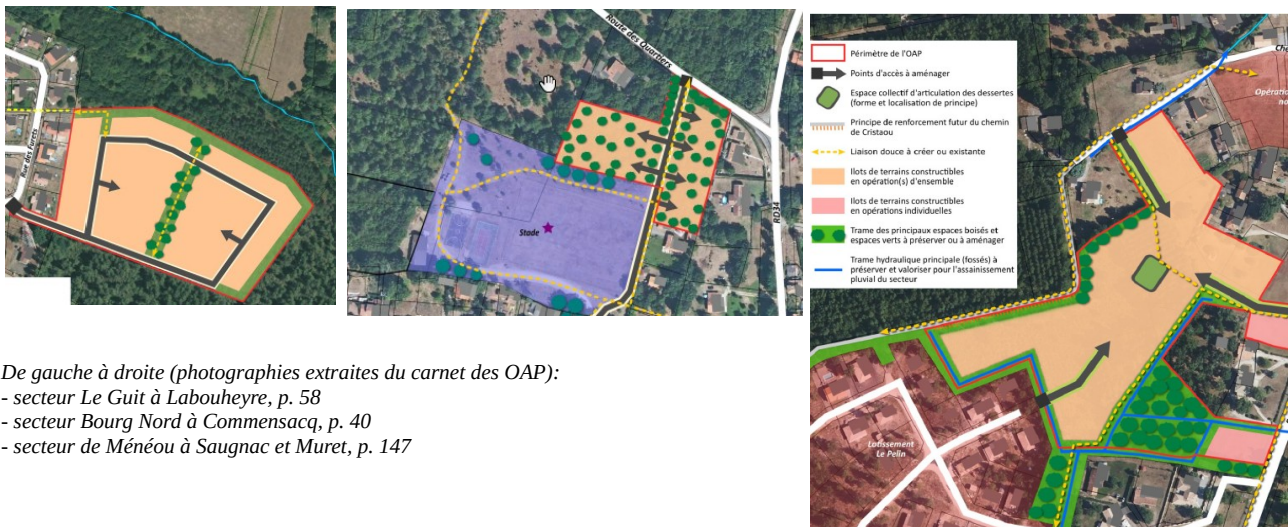 Rue des Furets
Route des Quartiers
RD34
Stade
Périmètre de l'OAP
Points d'accès à aménager
Espace collectif d'articulation des dessertes
(forme et localisation de principe)
Principe de renforcement futur du chemin
de Cristaou
Liaison douce à créer ou existante
Ilots de terrains constructibles
en opération(s) d'ensemble
Ilots de terrains constructibles
en opérations individuelles
Trame des principaux espaces boisés et
espaces verts à préserver ou à aménager
Trame hydraulique principale (fossés) à
préserver et valoriser pour l'assainissement
pluvial du secteur
Che
Opératio
no
Lotissement
Le Pelin
De gauche à droite (photographies extraites du carnet des OAP):
- secteur Le Guit à Labouheyre, p. 58
- secteur Bourg Nord à Commensacq, p. 40
- secteur de Ménéou à Saugnac et Muret, p. 147